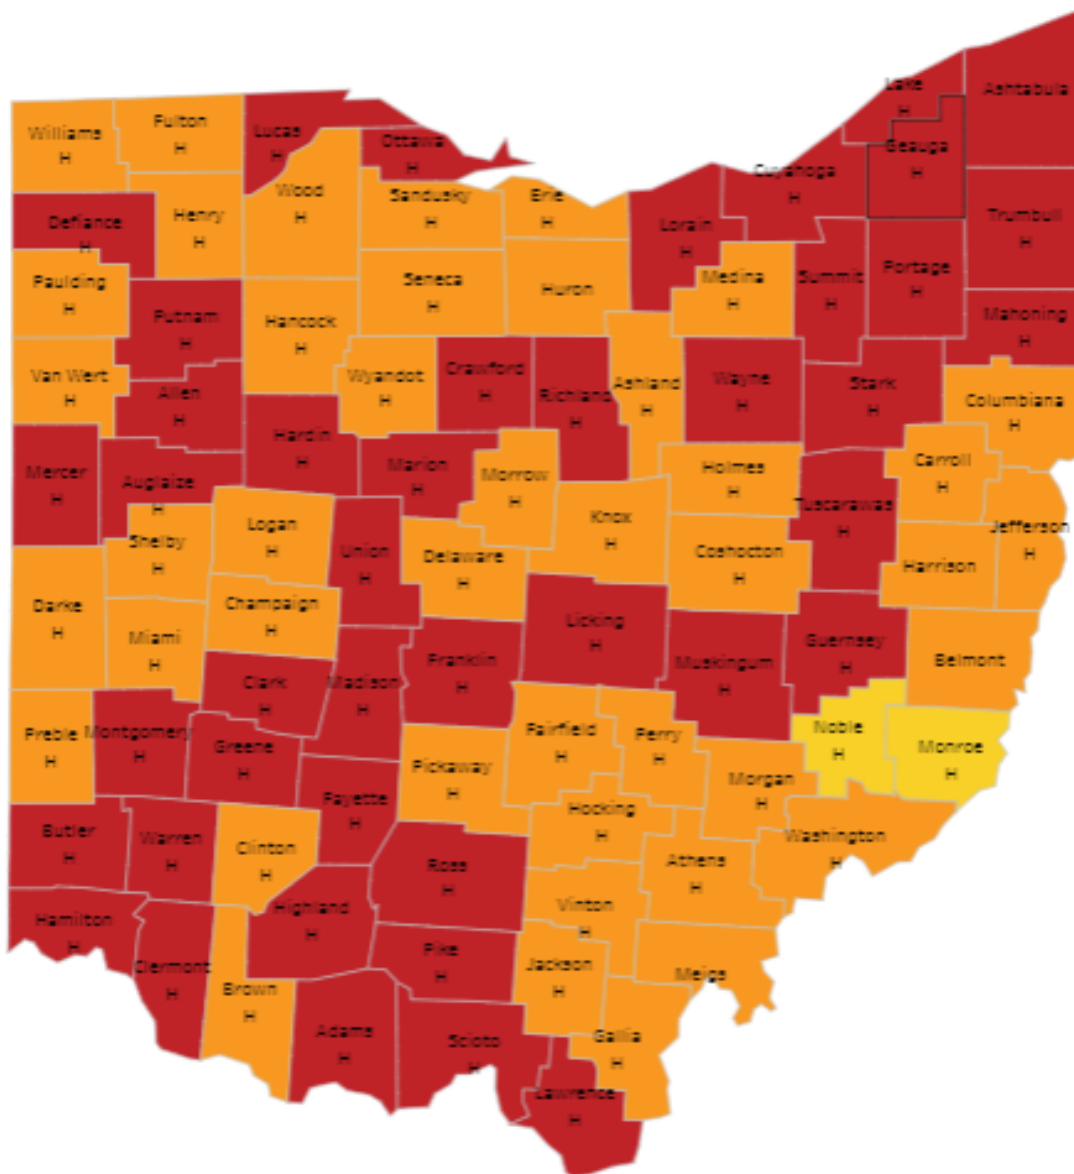 Lake
H
Ashtabula
Williams
H
Fulton
H
Lucas
H
Ottawa
H
Geauga
H
Cuyahoga
H
Wood
H
Sandusky
H
Erie
H
Defiance
H
Henry
H
Lorain
H
Trumbull
H
Paulding
H
Seneca
H
Huron
Medina
H
Summit
H
Portage
H
Putnam
H
Hancock
H
Mahoning
H
Van Wert
H
Allen
H
Wyandot
H
Crawford
H
Richland
H
Ashland
H
Wayne
H
Stark
H
Columbiana
H
Mercer
H
Auglaize
H
Hardin
H
Marion
H
Morrow
H
Holmes
H
Carroll
H
Tuscarawas
H
Jefferson
H
Shelby
H
Logan
H
Union
H
Delaware
H
Knox
H
Coshocton
H
Harrison
Darke
H
Miami
H
Champaign
H
Licking
H
Muskingum
H
Guernsey
H
Belmont
Clark
H
Madison
H
Franklin
H
Preble
H
Montgomery
H
Greene
H
Pickaway
H
Fairfield
H
Perry
H
Noble
H
Monroe
H
Morgan
H
Fayette
H
Hocking
H
Washington
H
Butler
H
Warren
H
Clinton
H
Ross
H
Athens
H
Hamilton
H
Highland
H
Vinton
H
Clermont
H
Pike
H
Jackson
H
Meigs
Brown
H
Adams
H
Scioto
H
Gallia
H
Lawrence
H